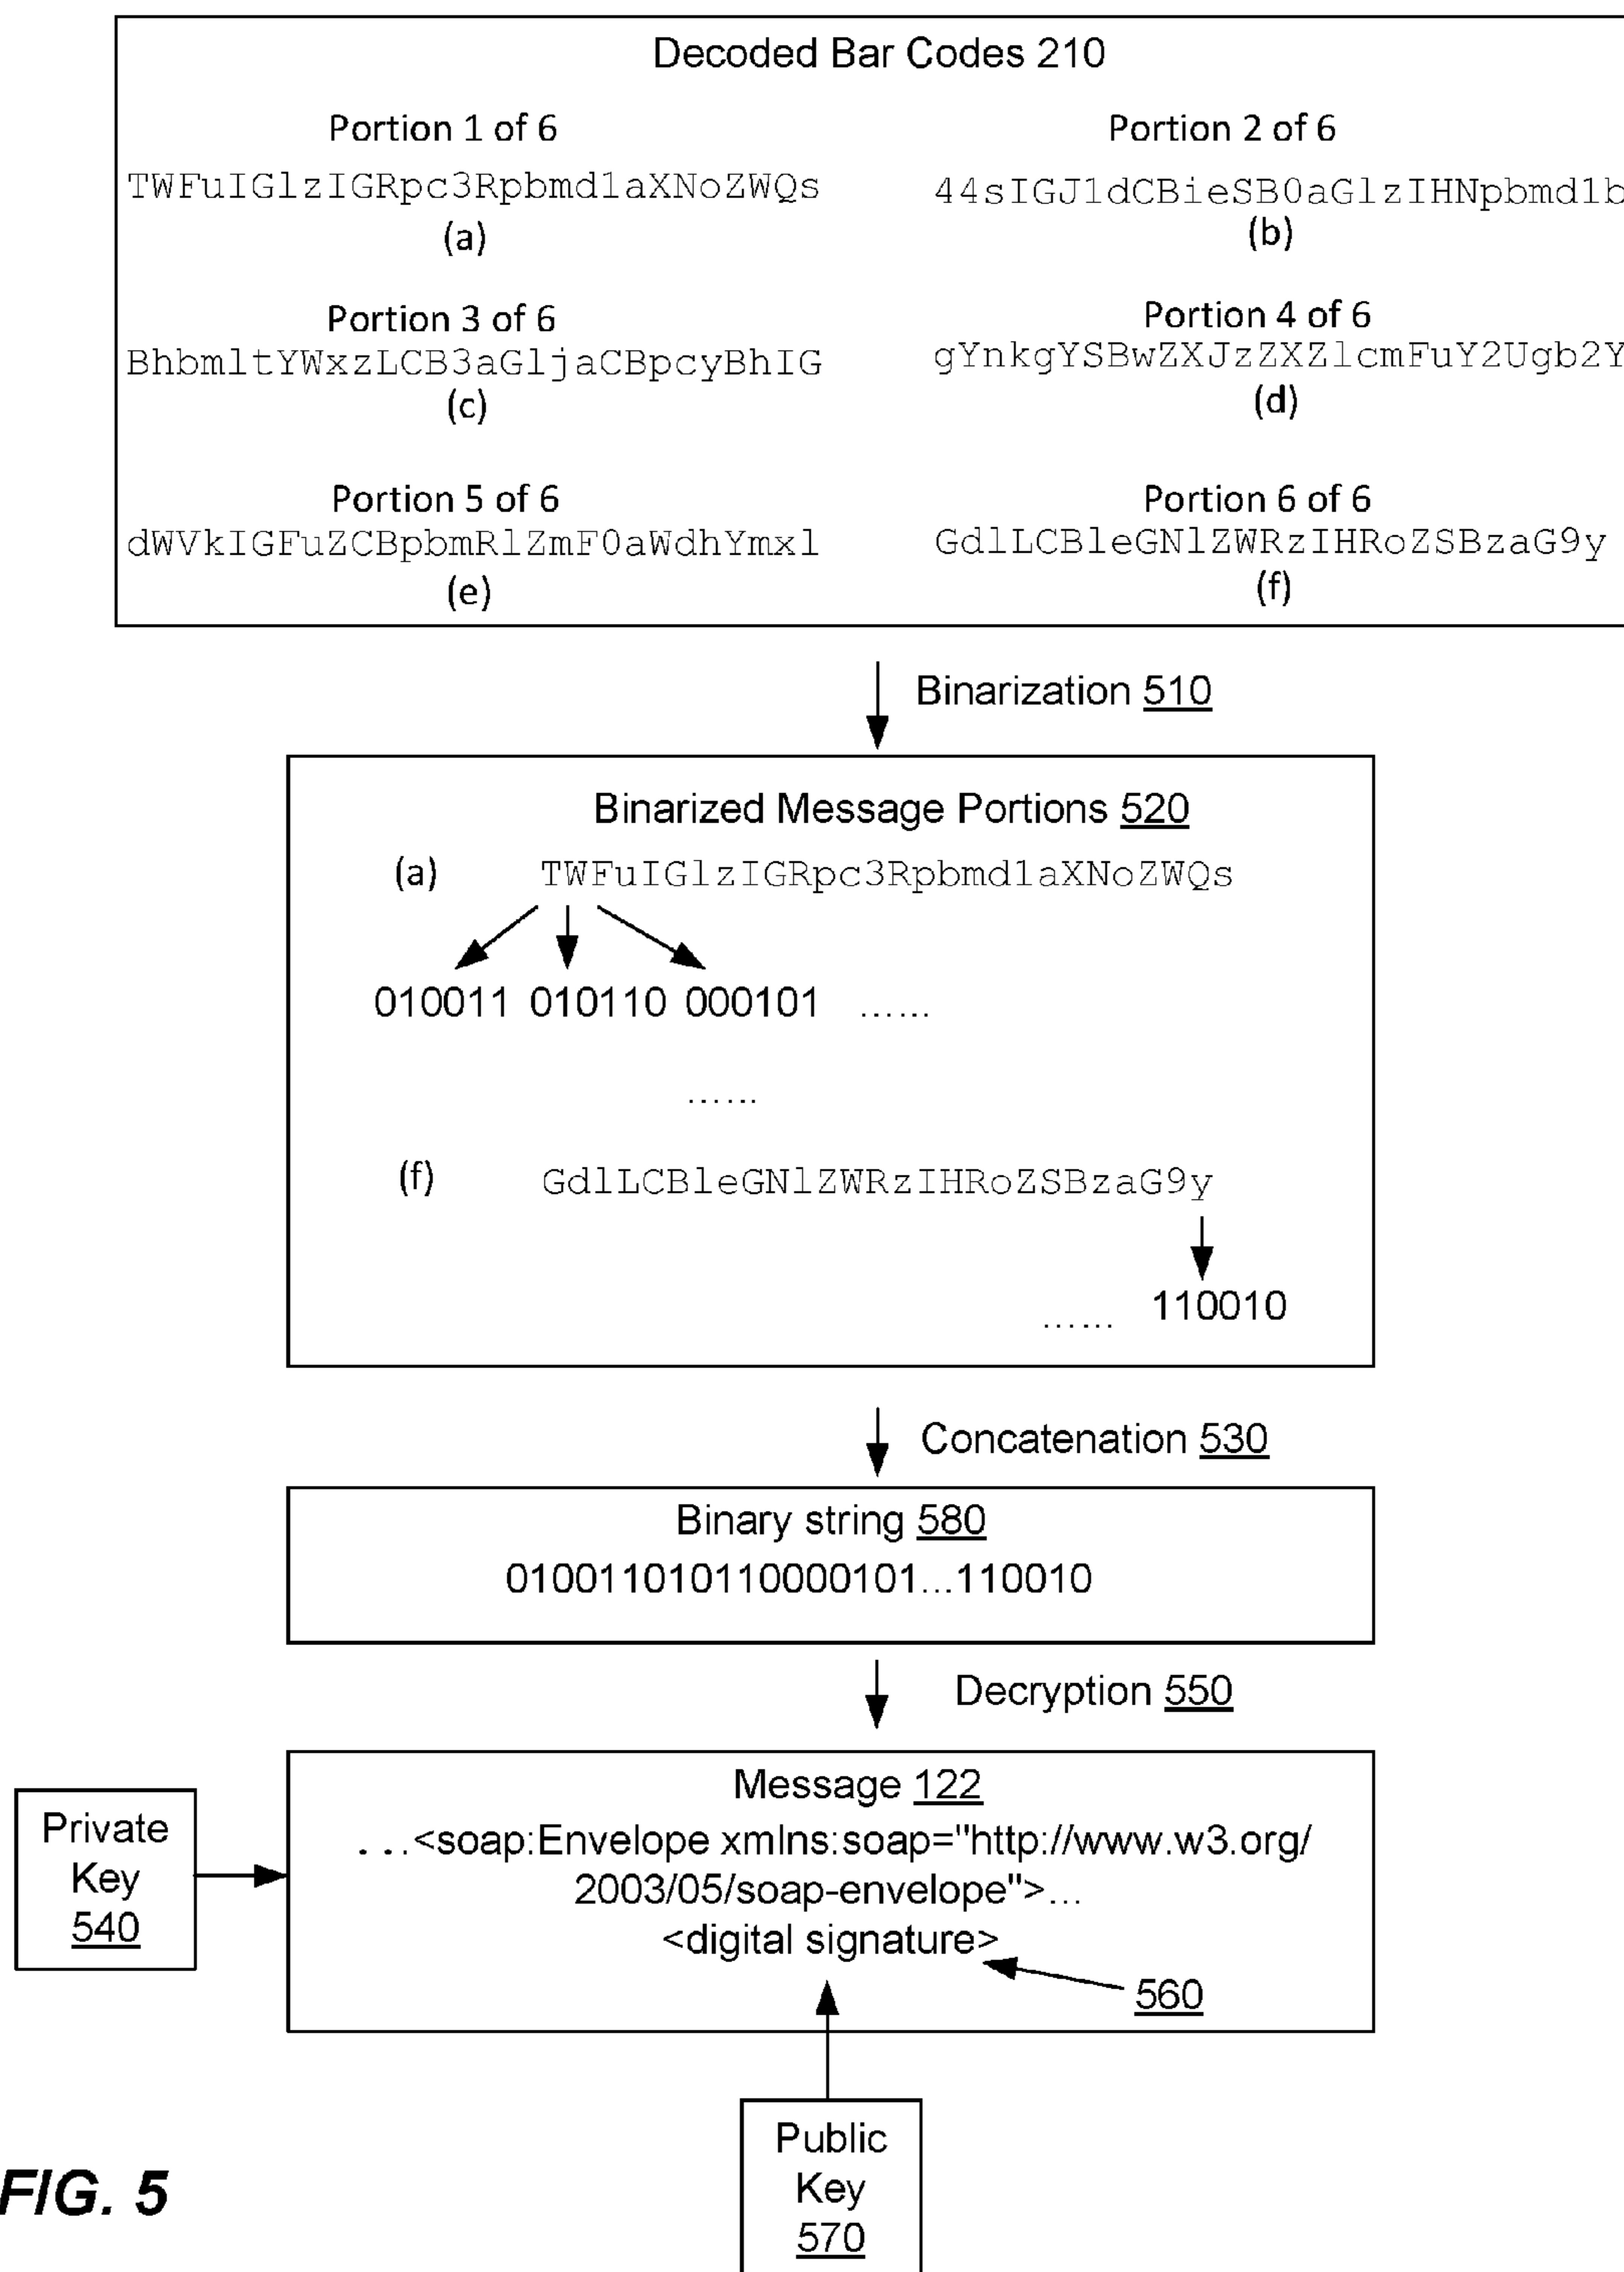 Decoded Bar Codes 210
Portion 1 of 6
TWFuIGlzIGRpc3Rpbmd1aXNoZWQs
(a)
Portion 2 of 6
44sIGJ1dCBieSB0aGlzIHNpbmd1b
(b)
Portion 3 of 6
BhbmltYWxzLCB3aGljaCBpcyBhIG
(c)
Portion 4 of 6
gYnkgYSBwZXJzZXZlcmFuY2Ugb2Y
(d)
Portion 5 of 6
dWVkIGFuZCBpbmRlZmF0aWdhYmxl
(e)
Portion 6 of 6
GdlLCBleGNlZWRzIHRoZSBzaG9y
(f)
Binarization 510
Binarized Message Portions 520
(a) TWFuIGlzIGRpc3Rpbmd1aXNoZWQs
010011 010110 000101 ......
......
(f) GdlLCBleGNlZWRzIHRoZSBzaG9y
...... 110010
Concatenation 530
Binary string 580
010011010110000101...110010
Decryption 550
Message 122
...<soap:Envelope xmlns:soap="http://www.w3.org/
2003/05/soap-envelope">...
<digital signature>
560
Private
Key
540
Public
Key
570
FIG. 5